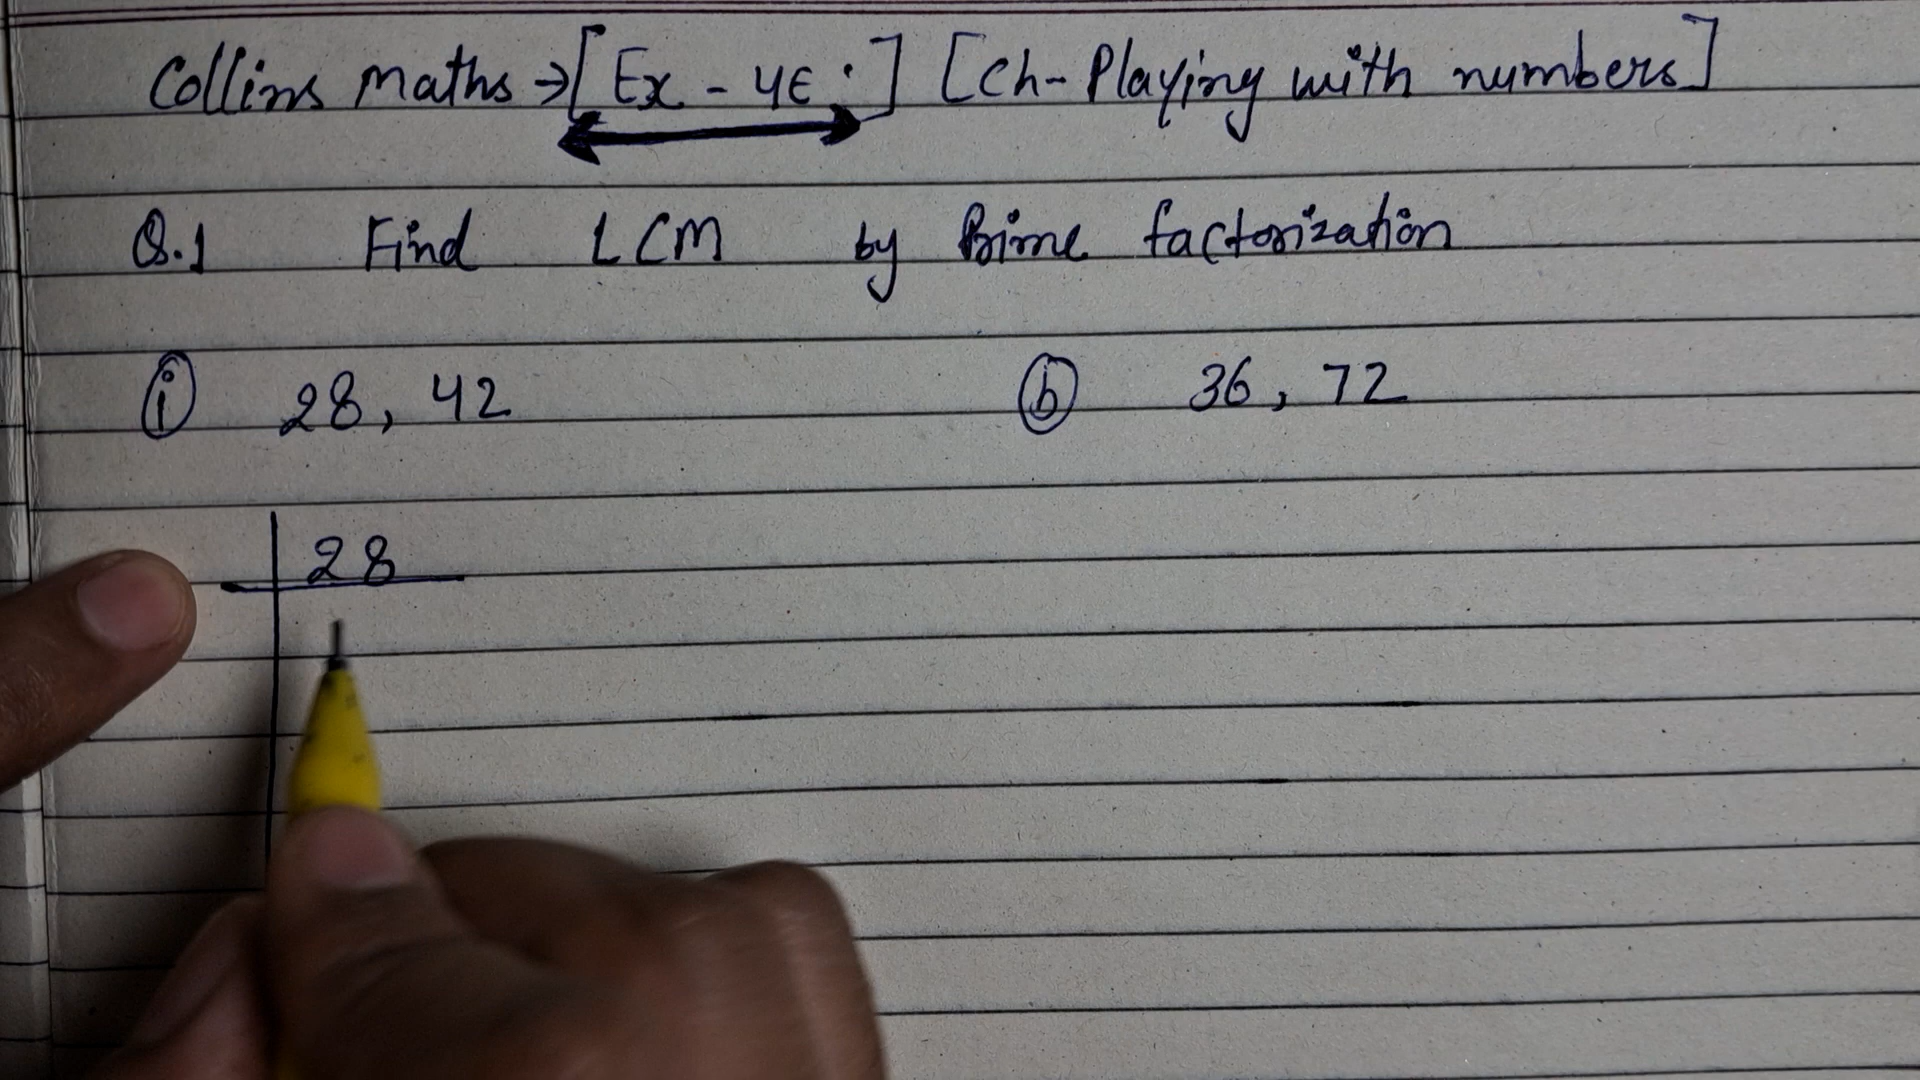 Collins Maths → [Ex - 4E.] [Ch- Playing with numbers]
Q.1 Find LCM by Prime factorization
(i) 28, 42 (b) 36, 72
28